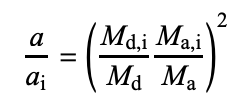 a/a_i = (M_{d,i}/M_d M_{a,i}/M_a)^2